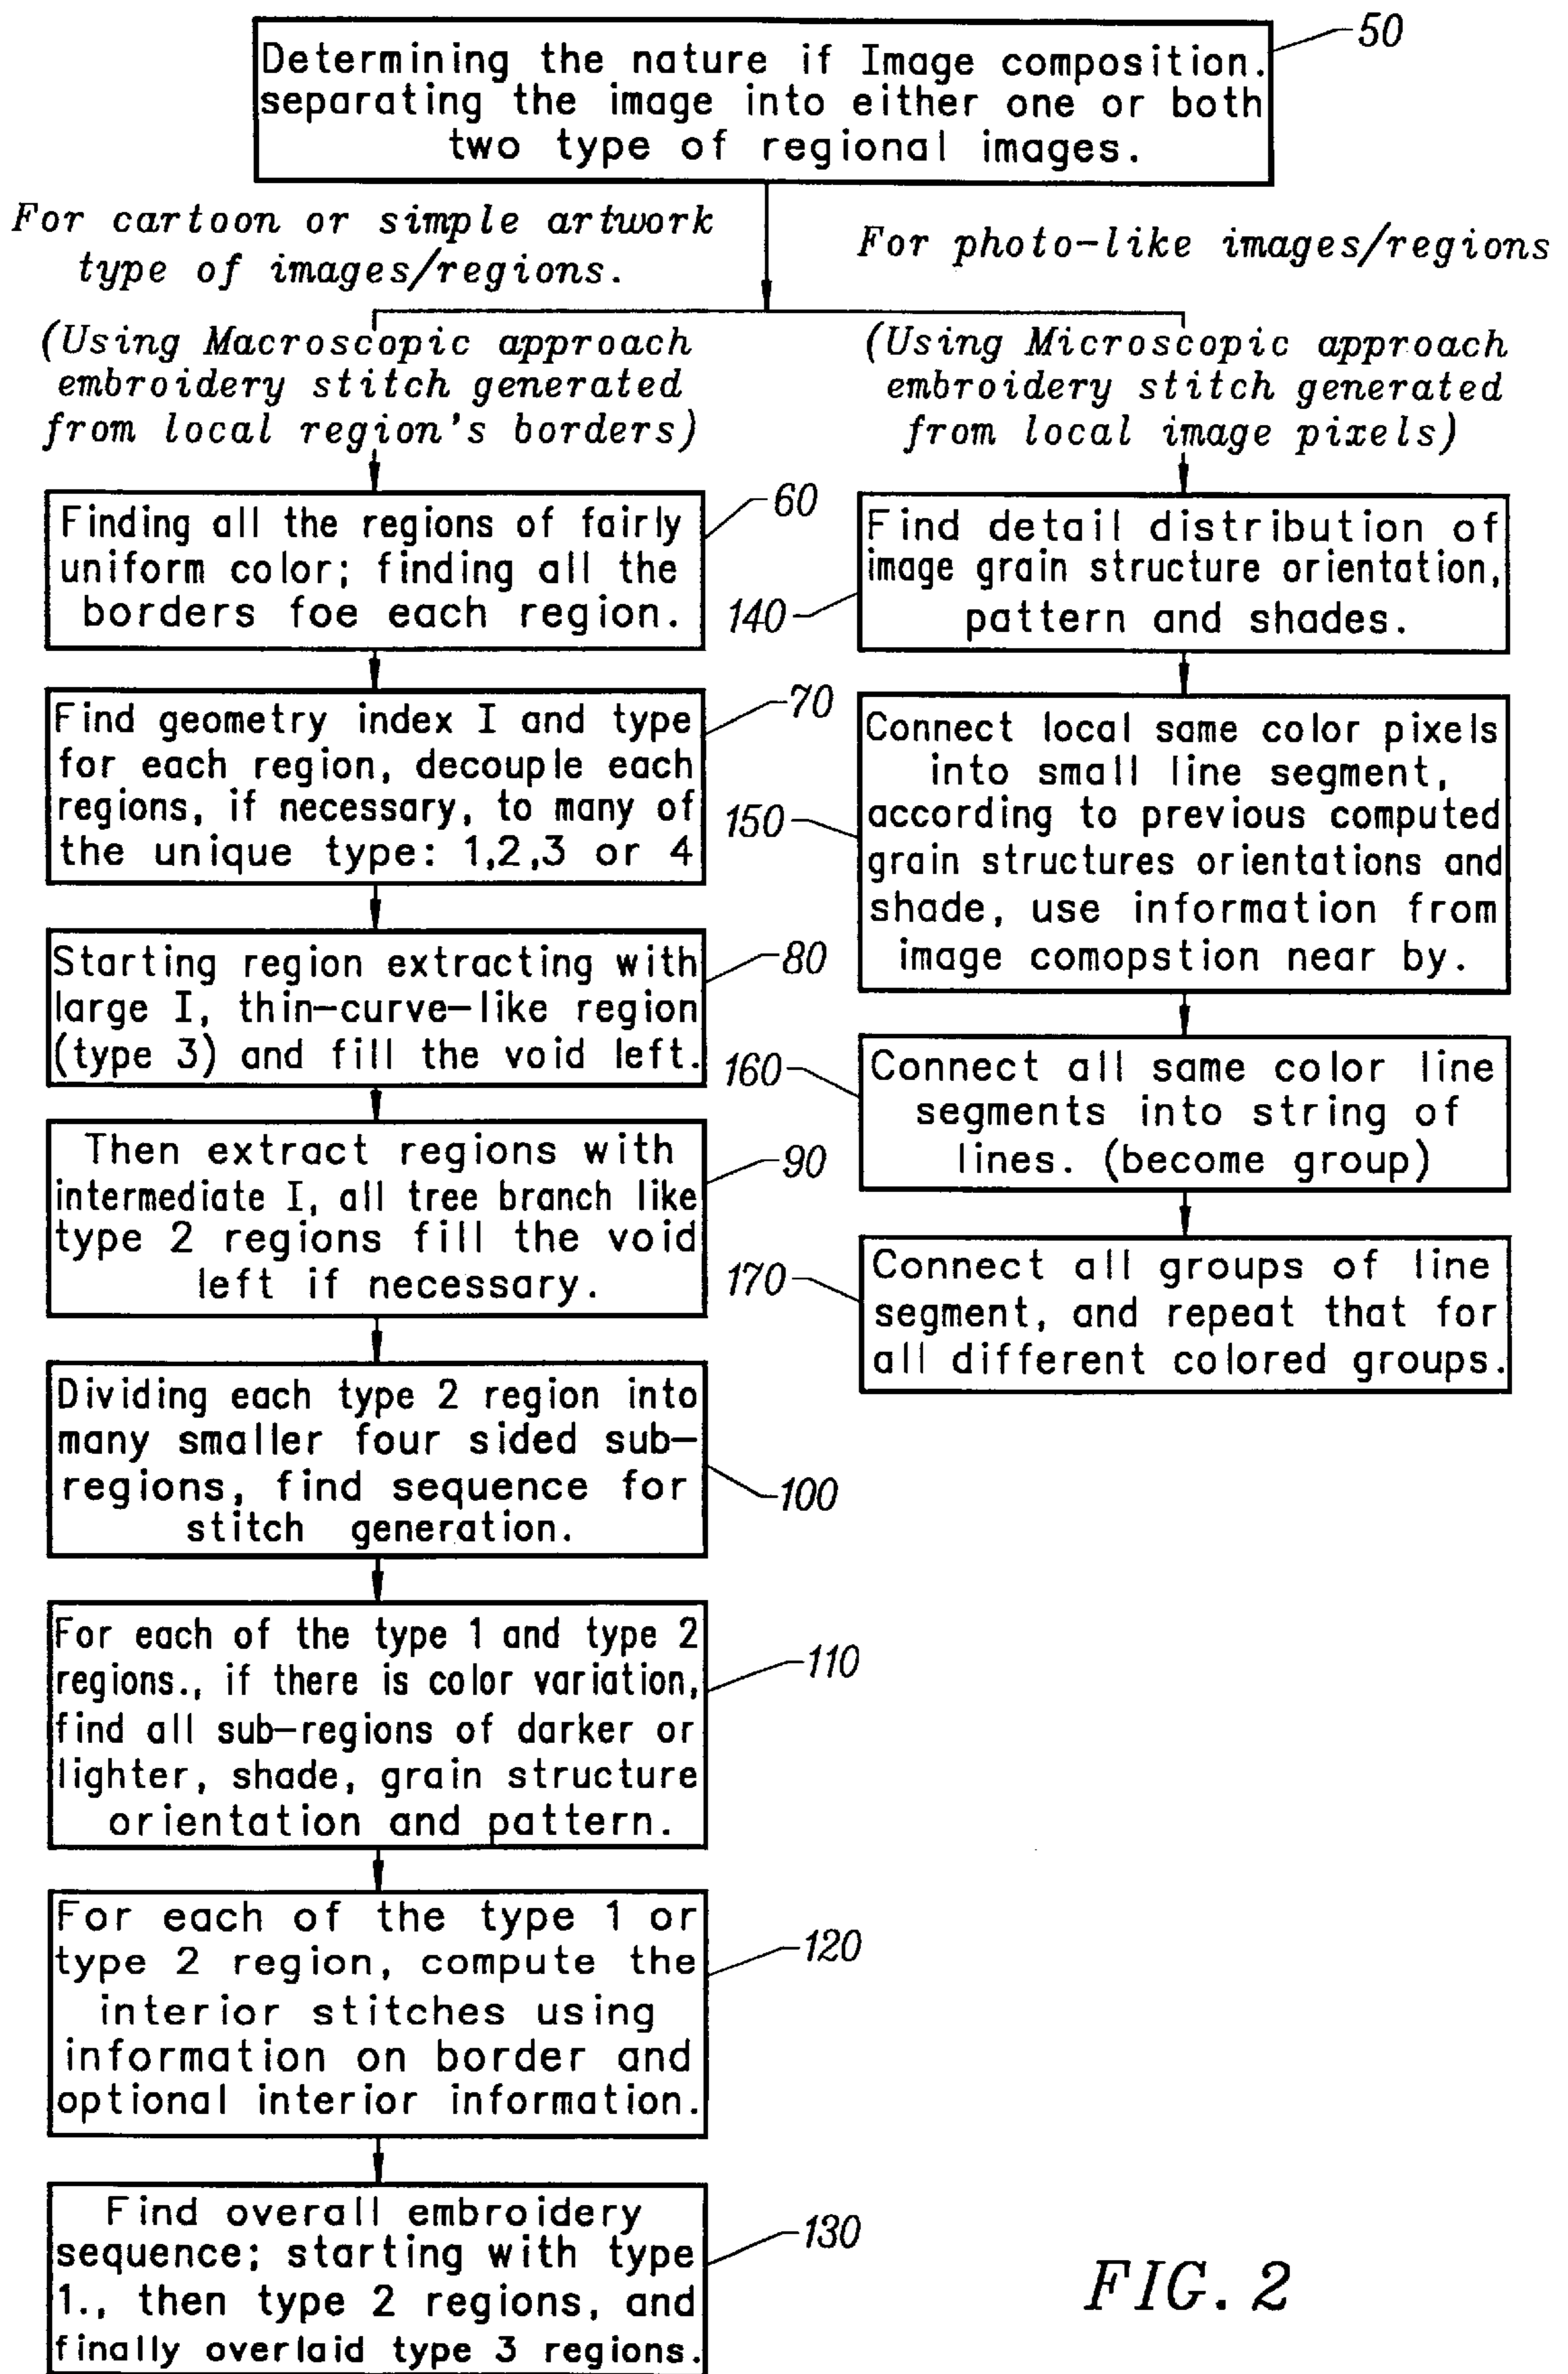 50
Determining the nature if Image composition.
separating the image into either one or both
two type of regional images.
For cartoon or simple artwork
type of images/regions.
For photo-like images/regions
(Using Macroscopic approach
embroidery stitch generated
from local region's borders)
(Using Microscopic approach
embroidery stitch generated
from local image pixels)
60
Finding all the regions of fairly
uniform color; finding all the
borders foe each region.
70
Find geometry index I and type
for each region, decouple each
regions, if necessary, to many of
the unique type: 1,2,3 or 4
80
Starting region extracting with
large I, thin-curve-like region
(type 3) and fill the void left.
90
Then extract regions with
intermediate I, all tree branch like
type 2 regions fill the void
left if necessary.
100
Dividing each type 2 region into
many smaller four sided sub-
regions, find sequence for
stitch generation.
110
For each of the type 1 and type 2
regions., if there is color variation,
find all sub-regions of darker or
lighter, shade, grain structure
orientation and pattern.
120
For each of the type 1 or
type 2 region, compute the
interior stitches using
information on border and
optional interior information.
130
Find overall embroidery
sequence; starting with type
1., then type 2 regions, and
finally overlaid type 3 regions.
140
Find detail distribution of
image grain structure orientation,
pattern and shades.
150
Connect local same color pixels
into small line segment,
according to previous computed
grain structures orientations and
shade, use information from
image comopstion near by.
160
Connect all same color line
segments into string of
lines. (become group)
170
Connect all groups of line
segment, and repeat that for
all different colored groups.
FIG. 2